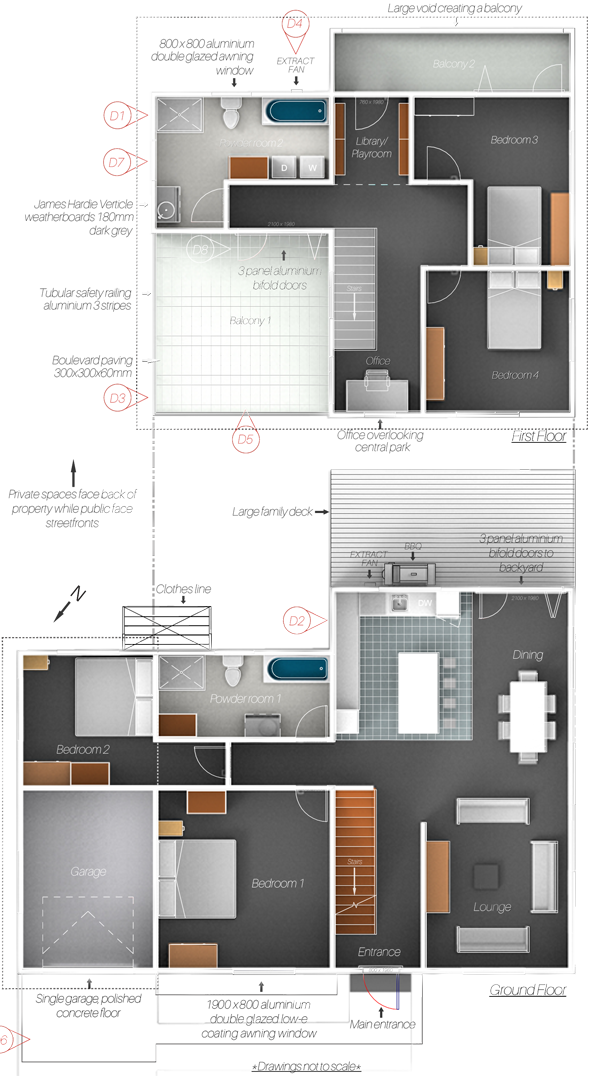 Large void creating a balcony
D4
800 x 800 aluminium
double glazed awning
window
EXTRACT
FAN
Balcony 2
D1
760 x 1980
Library/
Playroom
Bedroom 3
D7
D
W
James Hardie Verticle
weatherboards 180mm
dark grey
2100 x 1980
D8
3 panel aluminium
bifold doors
Stairs
Tubular safety railing
aluminium 3 stripes
Balcony 1
Boulevard paving
300x300x60mm
Office
Bedroom 4
D3
D5
Office overlooking
central park
First Floor
Private spaces face back of
property while public face
streetfronts
Large family deck
3 panel aluminium
bifold doors to
backyard
EXTRACT
FAN
BBQ
N
Clothes line
D2
DW
2100 x 1980
Dining
Powder room 1
Bedroom 2
Garage
Bedroom 1
Stairs
Lounge
Entrance
Ground Floor
Single garage, polished
concrete floor
1900 x 800 aluminium
double glazed low-e
coating awning window
Main entrance
6
*Drawings not to scale*